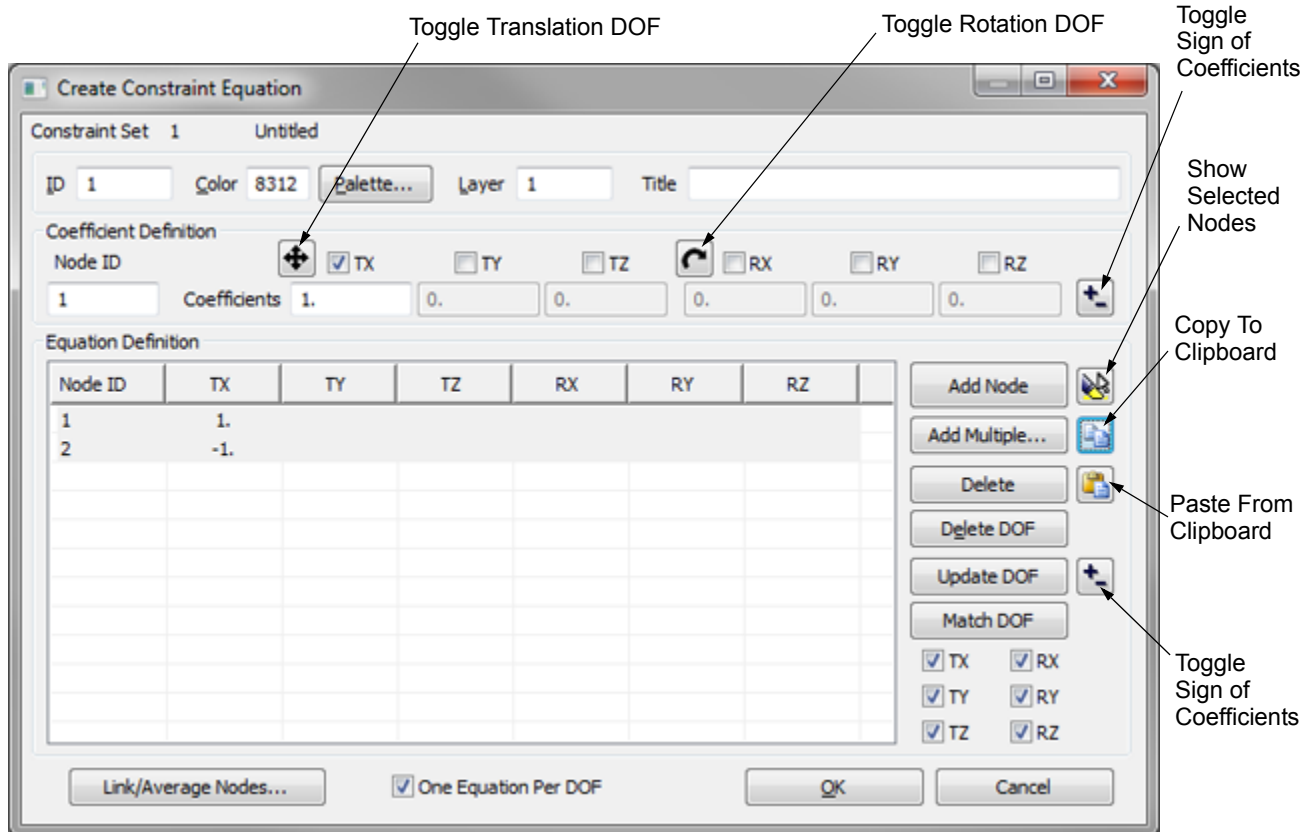 Toggle Translation DOF
Toggle Rotation DOF
Toggle
Sign of
Coefficients
Create Constraint Equation
Constraint Set 1 Untitled
ID 1 Color 8312 Palette... Layer 1 Title
Show
Selected
Nodes
Coefficient Definition
Node ID TX TY TZ RX RY RZ
1 Coefficients 1. 0. 0. 0. 0. 0.
Copy To
Clipboard
Equation Definition
Node ID TX TY TZ RX RY RZ
1 1.
2 -1.
Add Node
Add Multiple...
Delete
Delete DOF
Update DOF
Match DOF
TX RX
TY RY
TZ RZ
Paste From
Clipboard
Toggle
Sign of
Coefficients
Link/Average Nodes... One Equation Per DOF OK Cancel